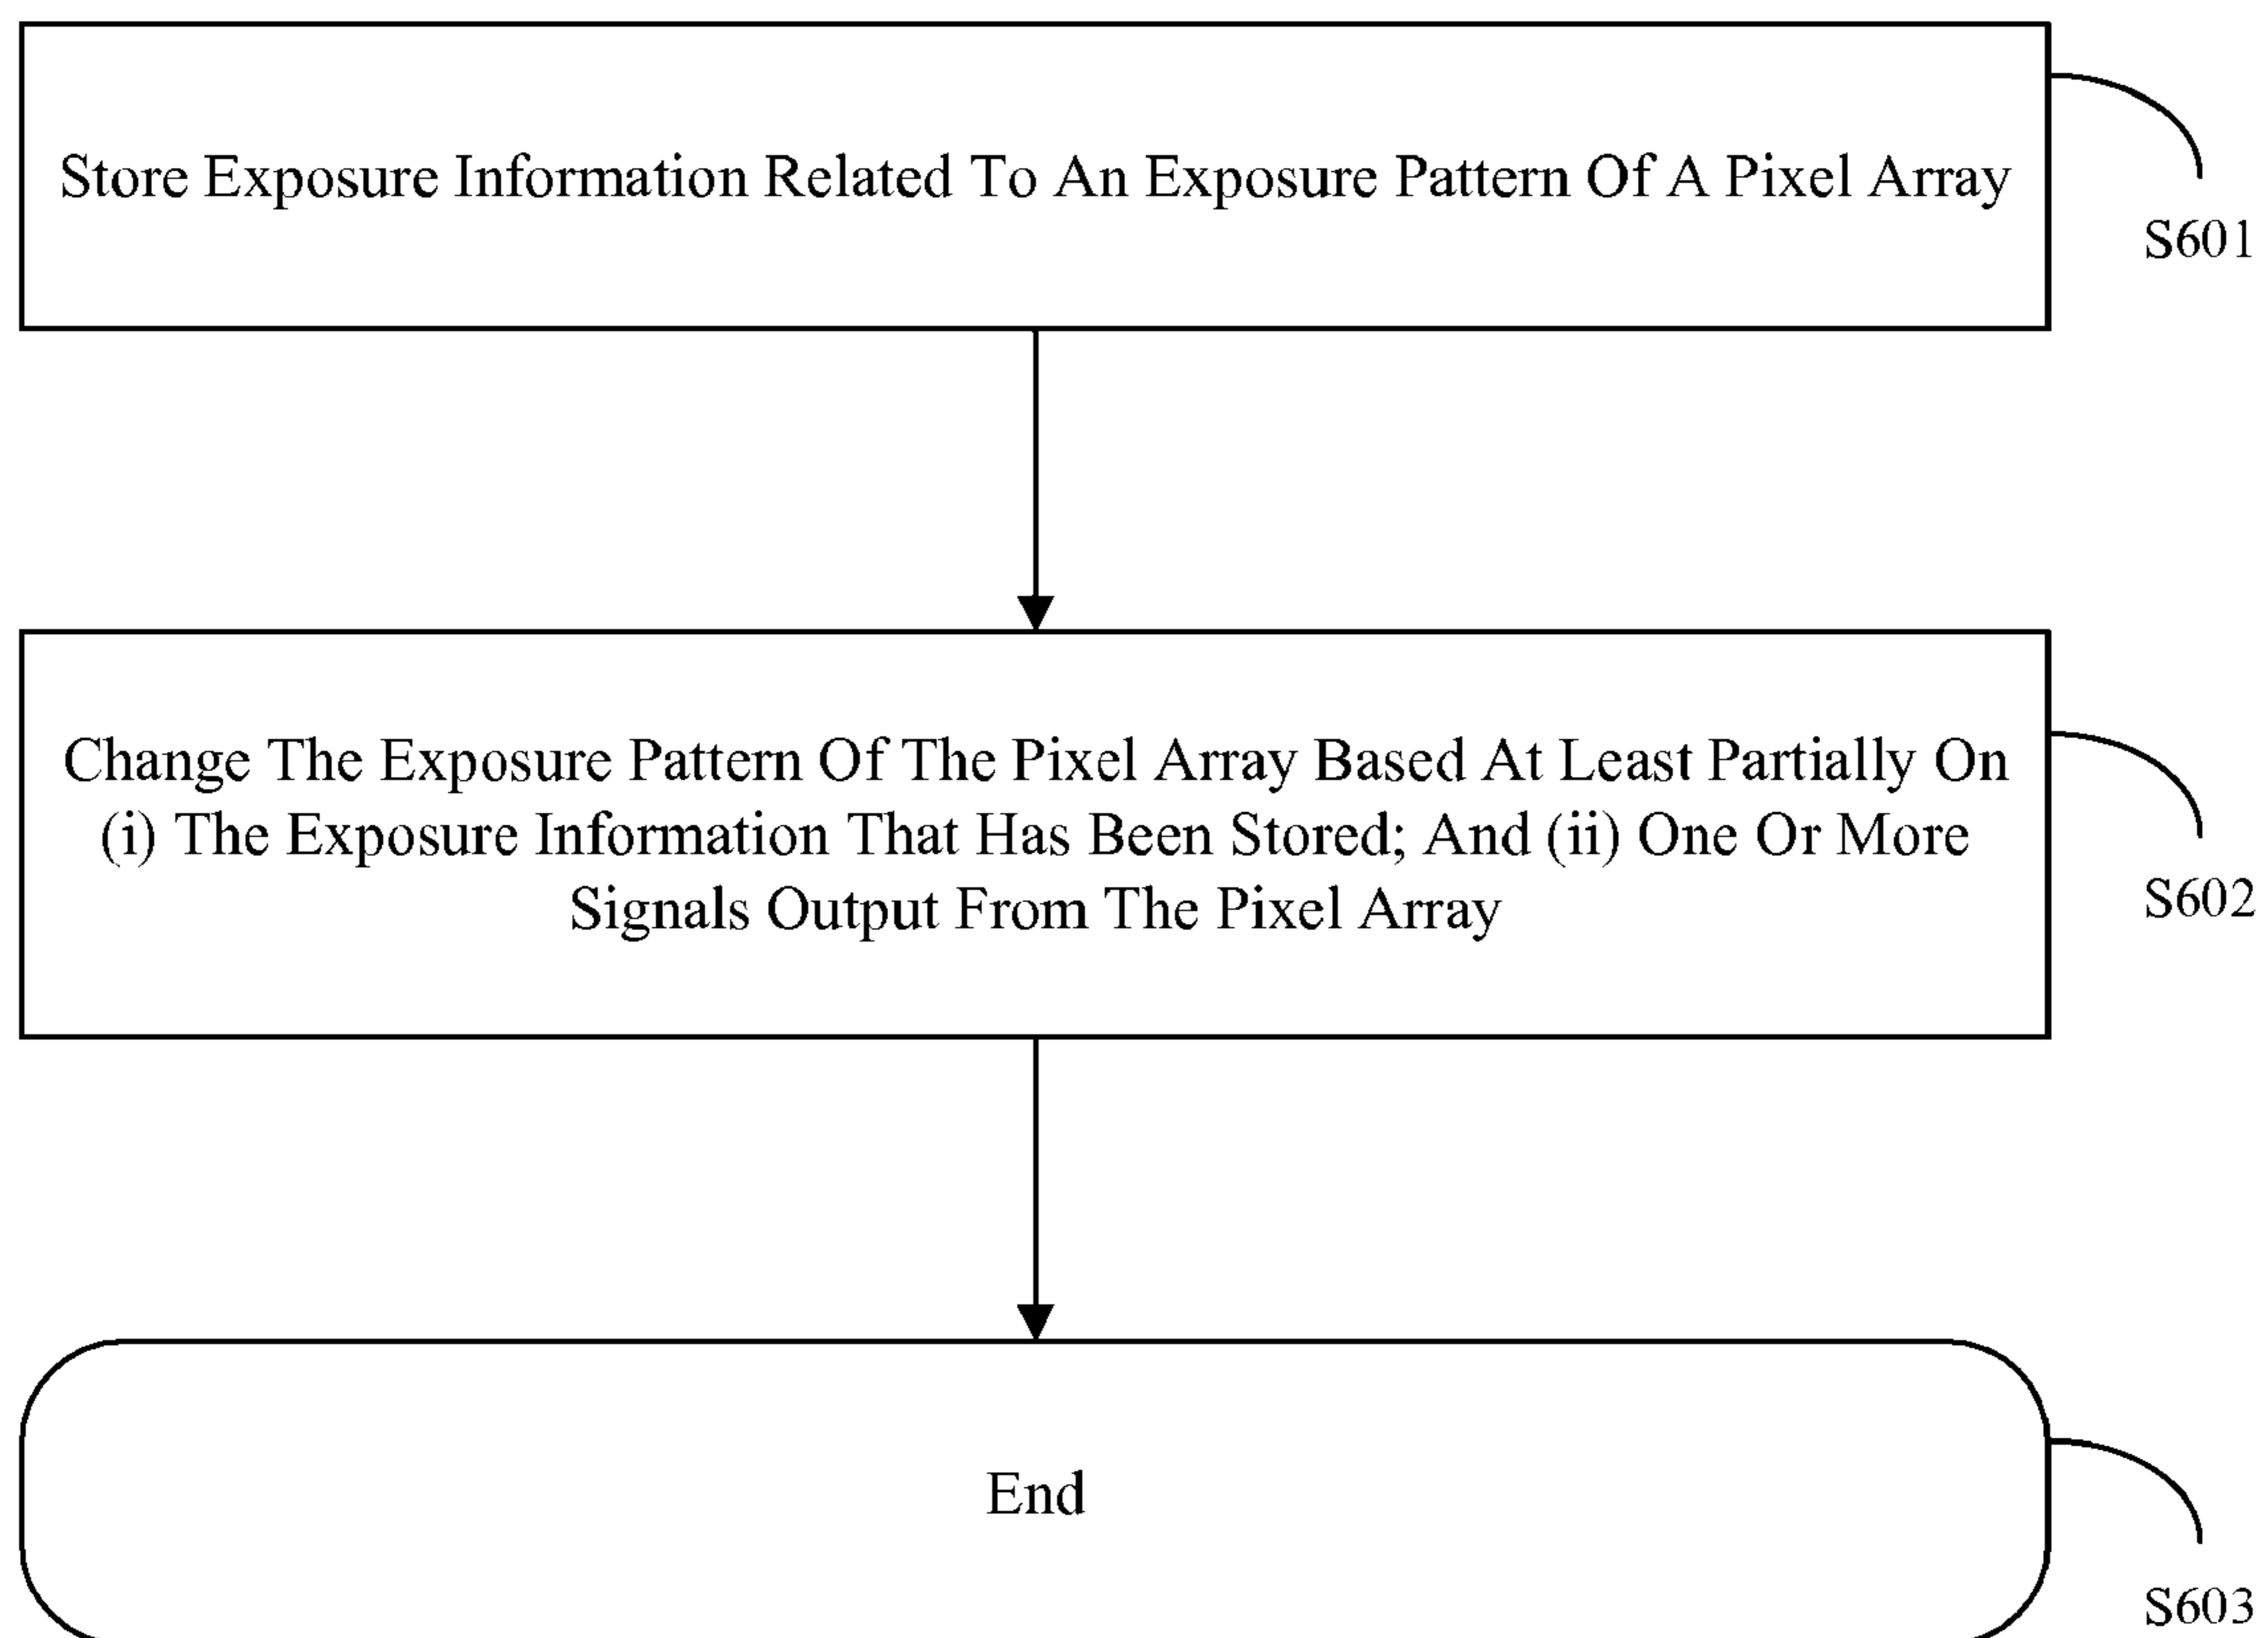 Store Exposure Information Related To An Exposure Pattern Of A Pixel Array
S601
Change The Exposure Pattern Of The Pixel Array Based At Least Partially On
(i) The Exposure Information That Has Been Stored; And (ii) One Or More
Signals Output From The Pixel Array
S602
End
S603